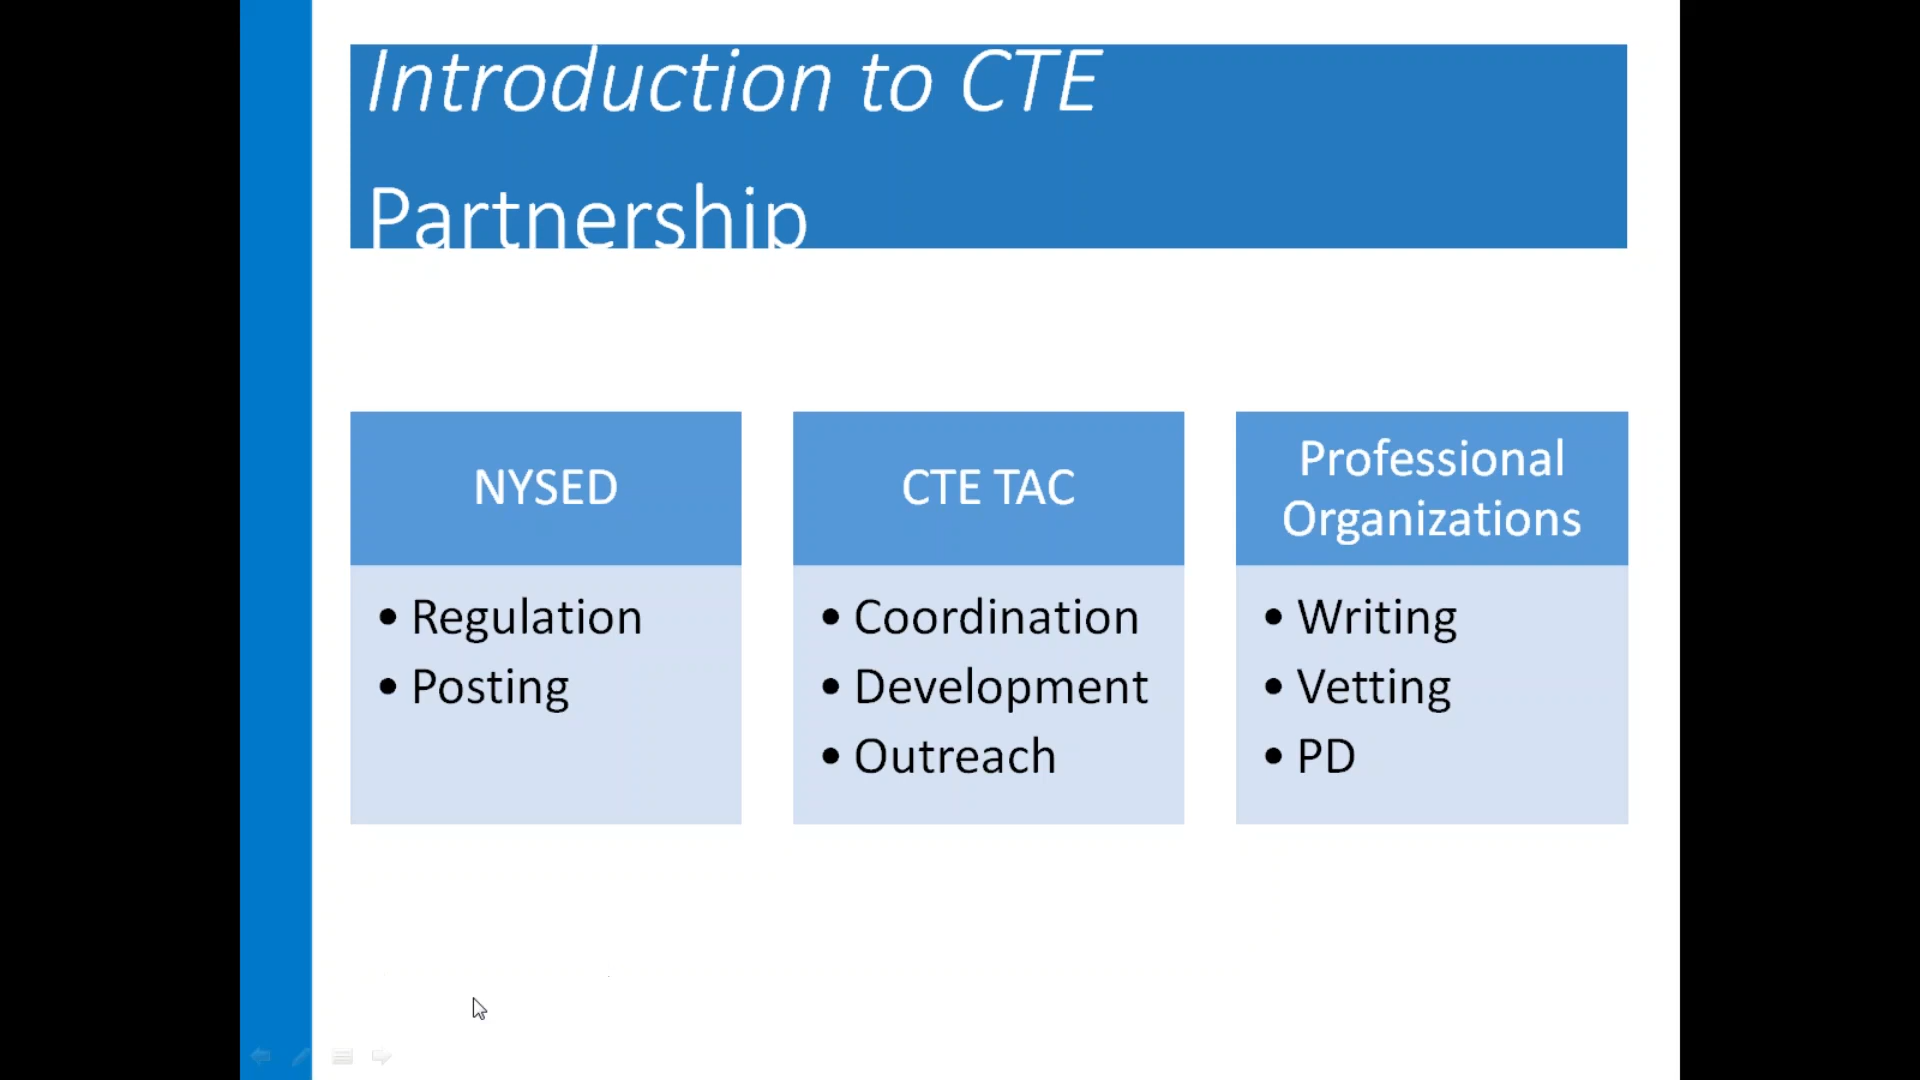 Introduction to CTE
Partnership
NYSED
• Regulation
• Posting
CTE TAC
• Coordination
• Development
• Outreach
Professional
Organizations
• Writing
• Vetting
• PD